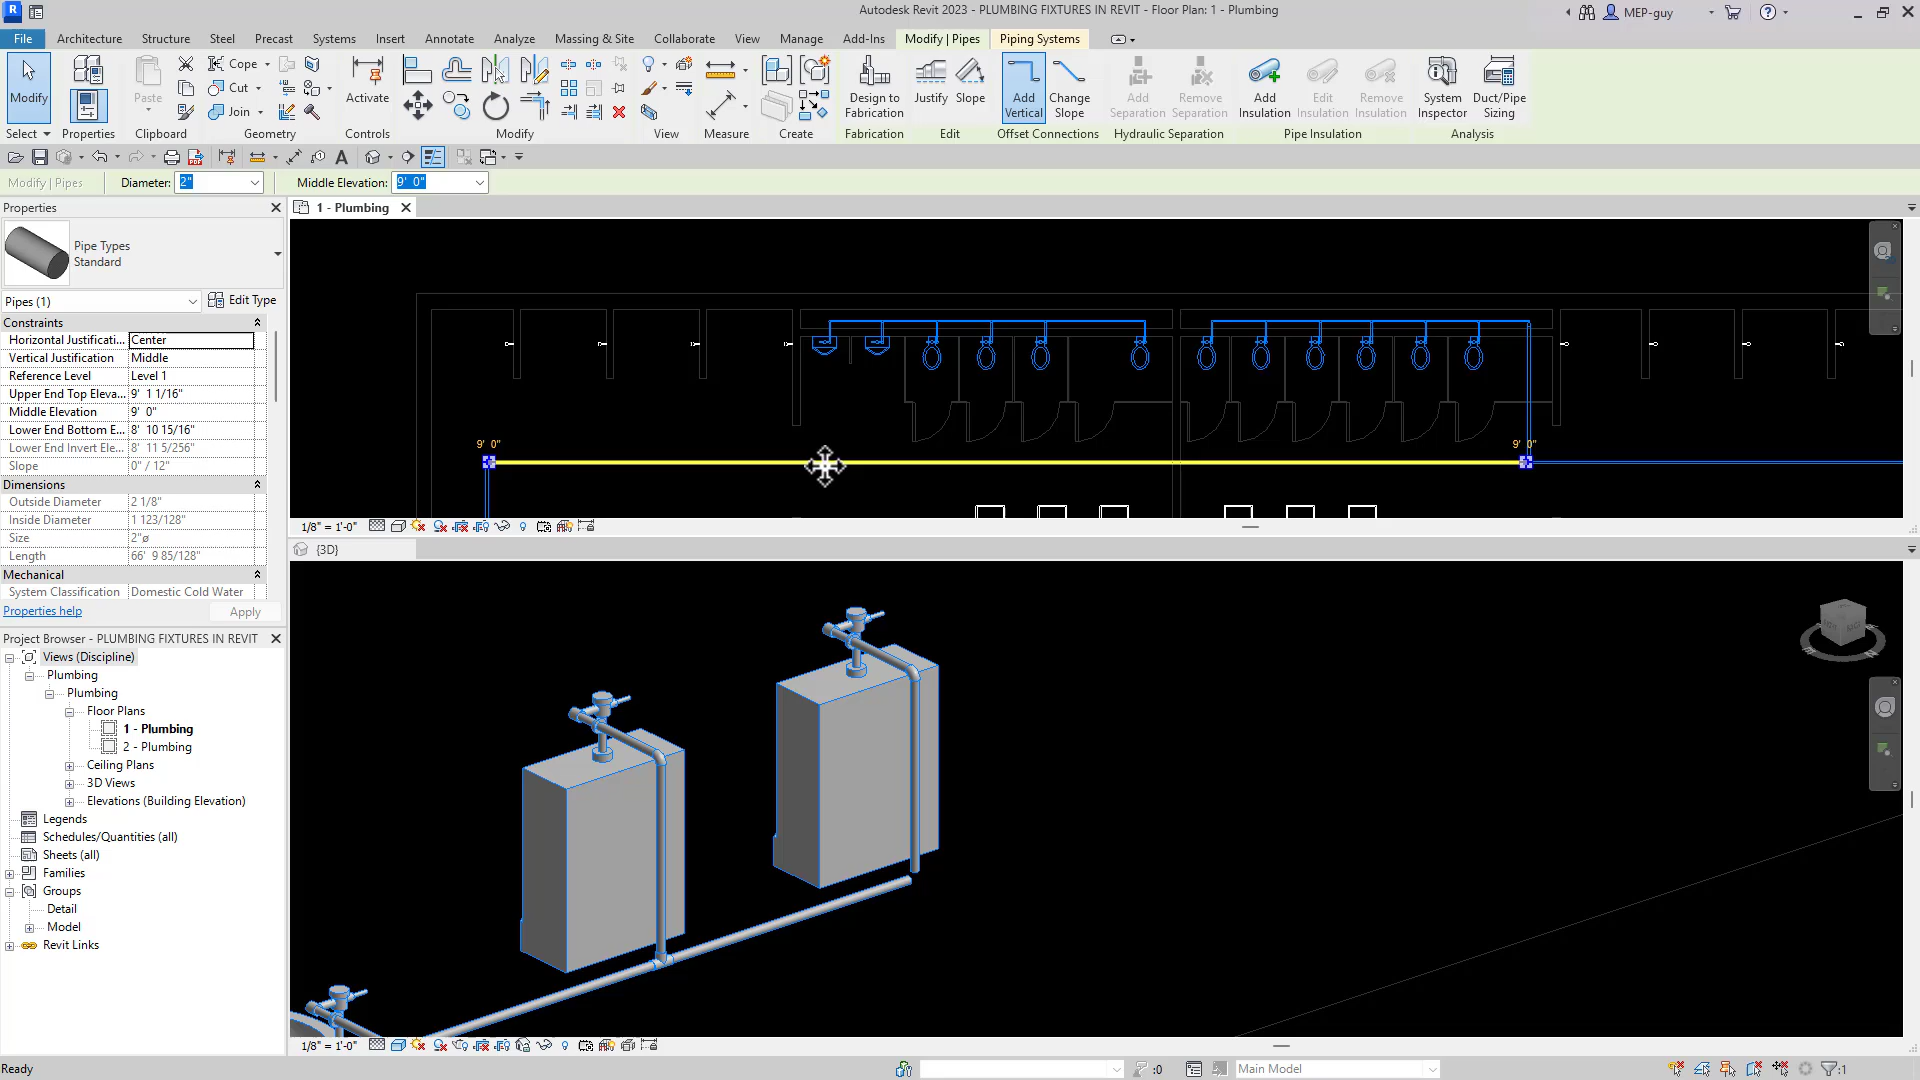 Autodesk Revit 2023 - PLUMBING FIXTURES IN REVIT - Floor Plan: 1 - Plumbing
MEP-guy
File Architecture Structure Steel Precast Systems Insert Annotate Analyze Massing & Site Collaborate View Manage Add-Ins Modify | Pipes Piping Systems
Modify
Paste
Cope
Cut
Join
Activate
Design to Fabrication
Justify
Slope
Add Vertical
Change Slope
Add Separation
Remove Separation
Add Insulation
Edit Insulation
Remove Insulation
System Inspector
Duct/Pipe Sizing
Select Properties Clipboard Geometry Controls Modify View Measure Create Fabrication Edit Offset Connections Hydraulic Separation Pipe Insulation Analysis
Modify | Pipes Diameter: 2" Middle Elevation: 9' 0"
Properties
1 - Plumbing
Pipe Types
Standard
Pipes (1) Edit Type
Constraints
Horizontal Justificati... Center
Vertical Justification Middle
Reference Level Level 1
Upper End Top Eleva... 9' 1 1/16"
Middle Elevation 9' 0"
Lower End Bottom E... 8' 10 15/16"
Lower End Invert Ele... 8' 11 5/256"
Slope 0" / 12"
Dimensions
Outside Diameter 2 1/8"
Inside Diameter 1 123/128"
Size 2"ø
Length 66' 9 85/128"
Mechanical
System Classification Domestic Cold Water
Properties help Apply
9' 0"
9' 0"
1/8" = 1'-0"
{3D}
Project Browser - PLUMBING FIXTURES IN REVIT
Views (Discipline)
Plumbing
Plumbing
Floor Plans
1 - Plumbing
2 - Plumbing
Ceiling Plans
3D Views
Elevations (Building Elevation)
Legends
Schedules/Quantities (all)
Sheets (all)
Families
Groups
Detail
Model
Revit Links
1/8" = 1'-0"
Ready
:0
Main Model
:1